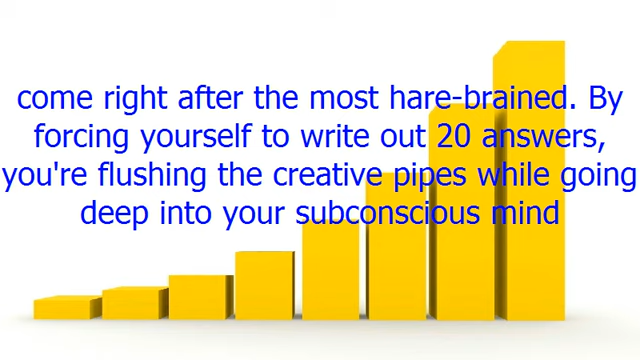 come right after the most hare-brained. By
forcing yourself to write out 20 answers,
you're flushing the creative pipes while going
deep into your subconscious mind